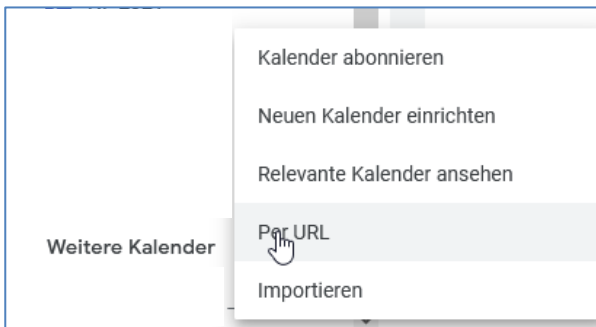 Kalender abonnieren
Neuen Kalender einrichten
Relevante Kalender ansehen
Per URL
Weitere Kalender
Importieren